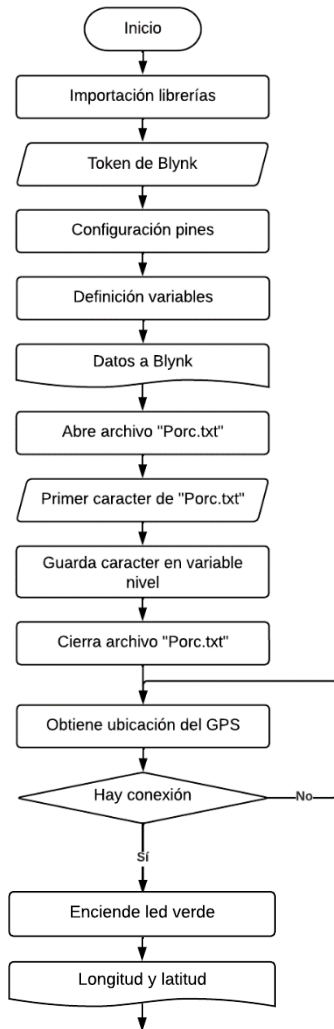 Inicio
Importación librerías
Token de Blynk
Configuración pines
Definición variables
Datos a Blynk
Abre archivo "Porc.txt"
Primer caracter de "Porc.txt"
Guarda caracter en variable
nivel
Cierra archivo "Porc.txt"
Obtiene ubicación del GPS
Hay conexión
No
Sí
Enciende led verde
Longitud y latitud